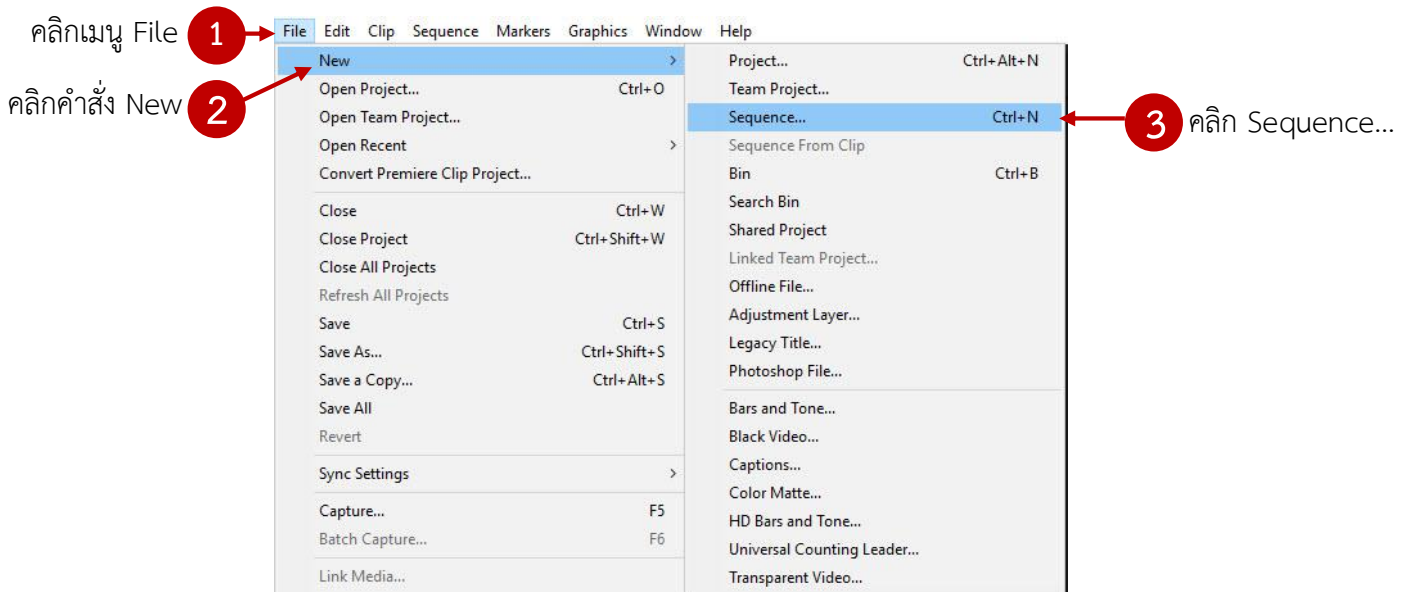 คลิกเมนู File 1
File Edit Clip Sequence Markers Graphics Window Help
คลิกคำสั่ง New 2
New >
Open Project... Ctrl+O
Open Team Project...
Open Recent >
Convert Premiere Clip Project...
Close Ctrl+W
Close Project Ctrl+Shift+W
Close All Projects
Refresh All Projects
Save Ctrl+S
Save As... Ctrl+Shift+S
Save a Copy... Ctrl+Alt+S
Save All
Revert
Sync Settings >
Capture... F5
Batch Capture... F6
Link Media...
Project... Ctrl+Alt+N
Team Project...
Sequence... Ctrl+N
3 คลิก Sequence...
Sequence From Clip
Bin Ctrl+B
Search Bin
Shared Project
Linked Team Project...
Offline File...
Adjustment Layer...
Legacy Title...
Photoshop File...
Bars and Tone...
Black Video...
Captions...
Color Matte...
HD Bars and Tone...
Universal Counting Leader...
Transparent Video...